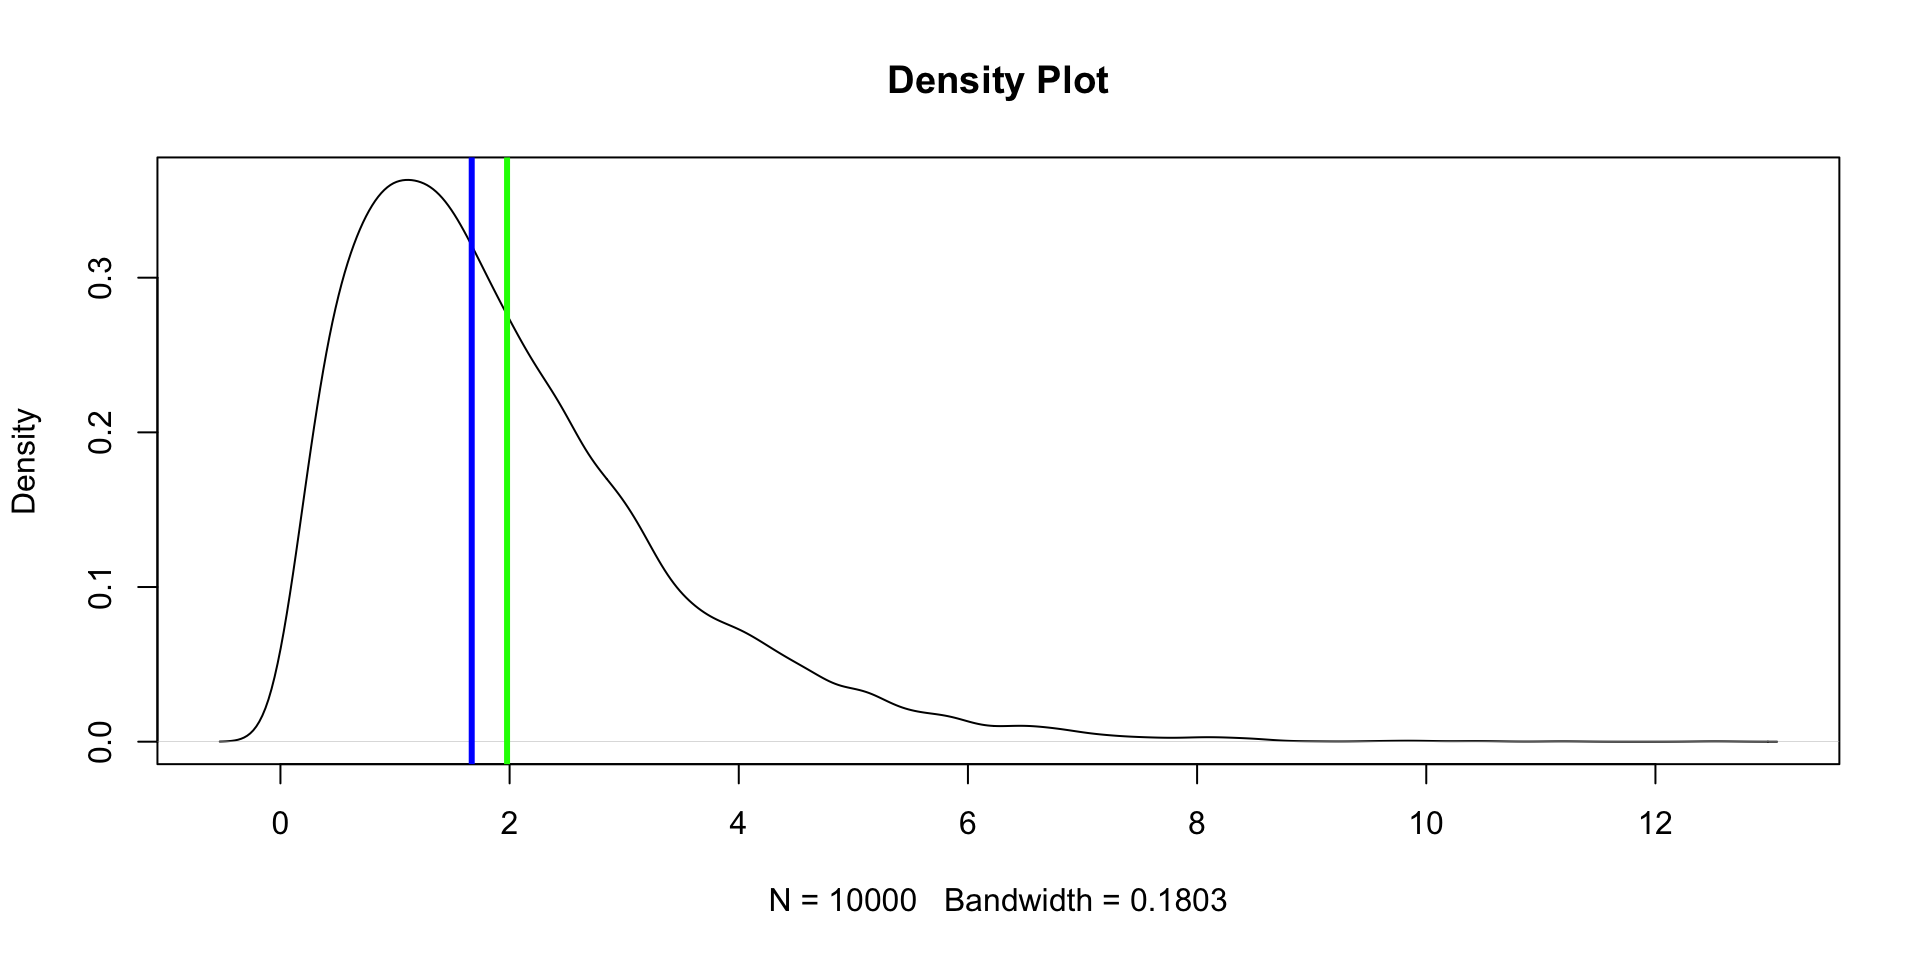 Density Plot
Density
0.0 0.1 0.2 0.3
0 2 4 6 8 10 12
N = 10000   Bandwidth = 0.1803